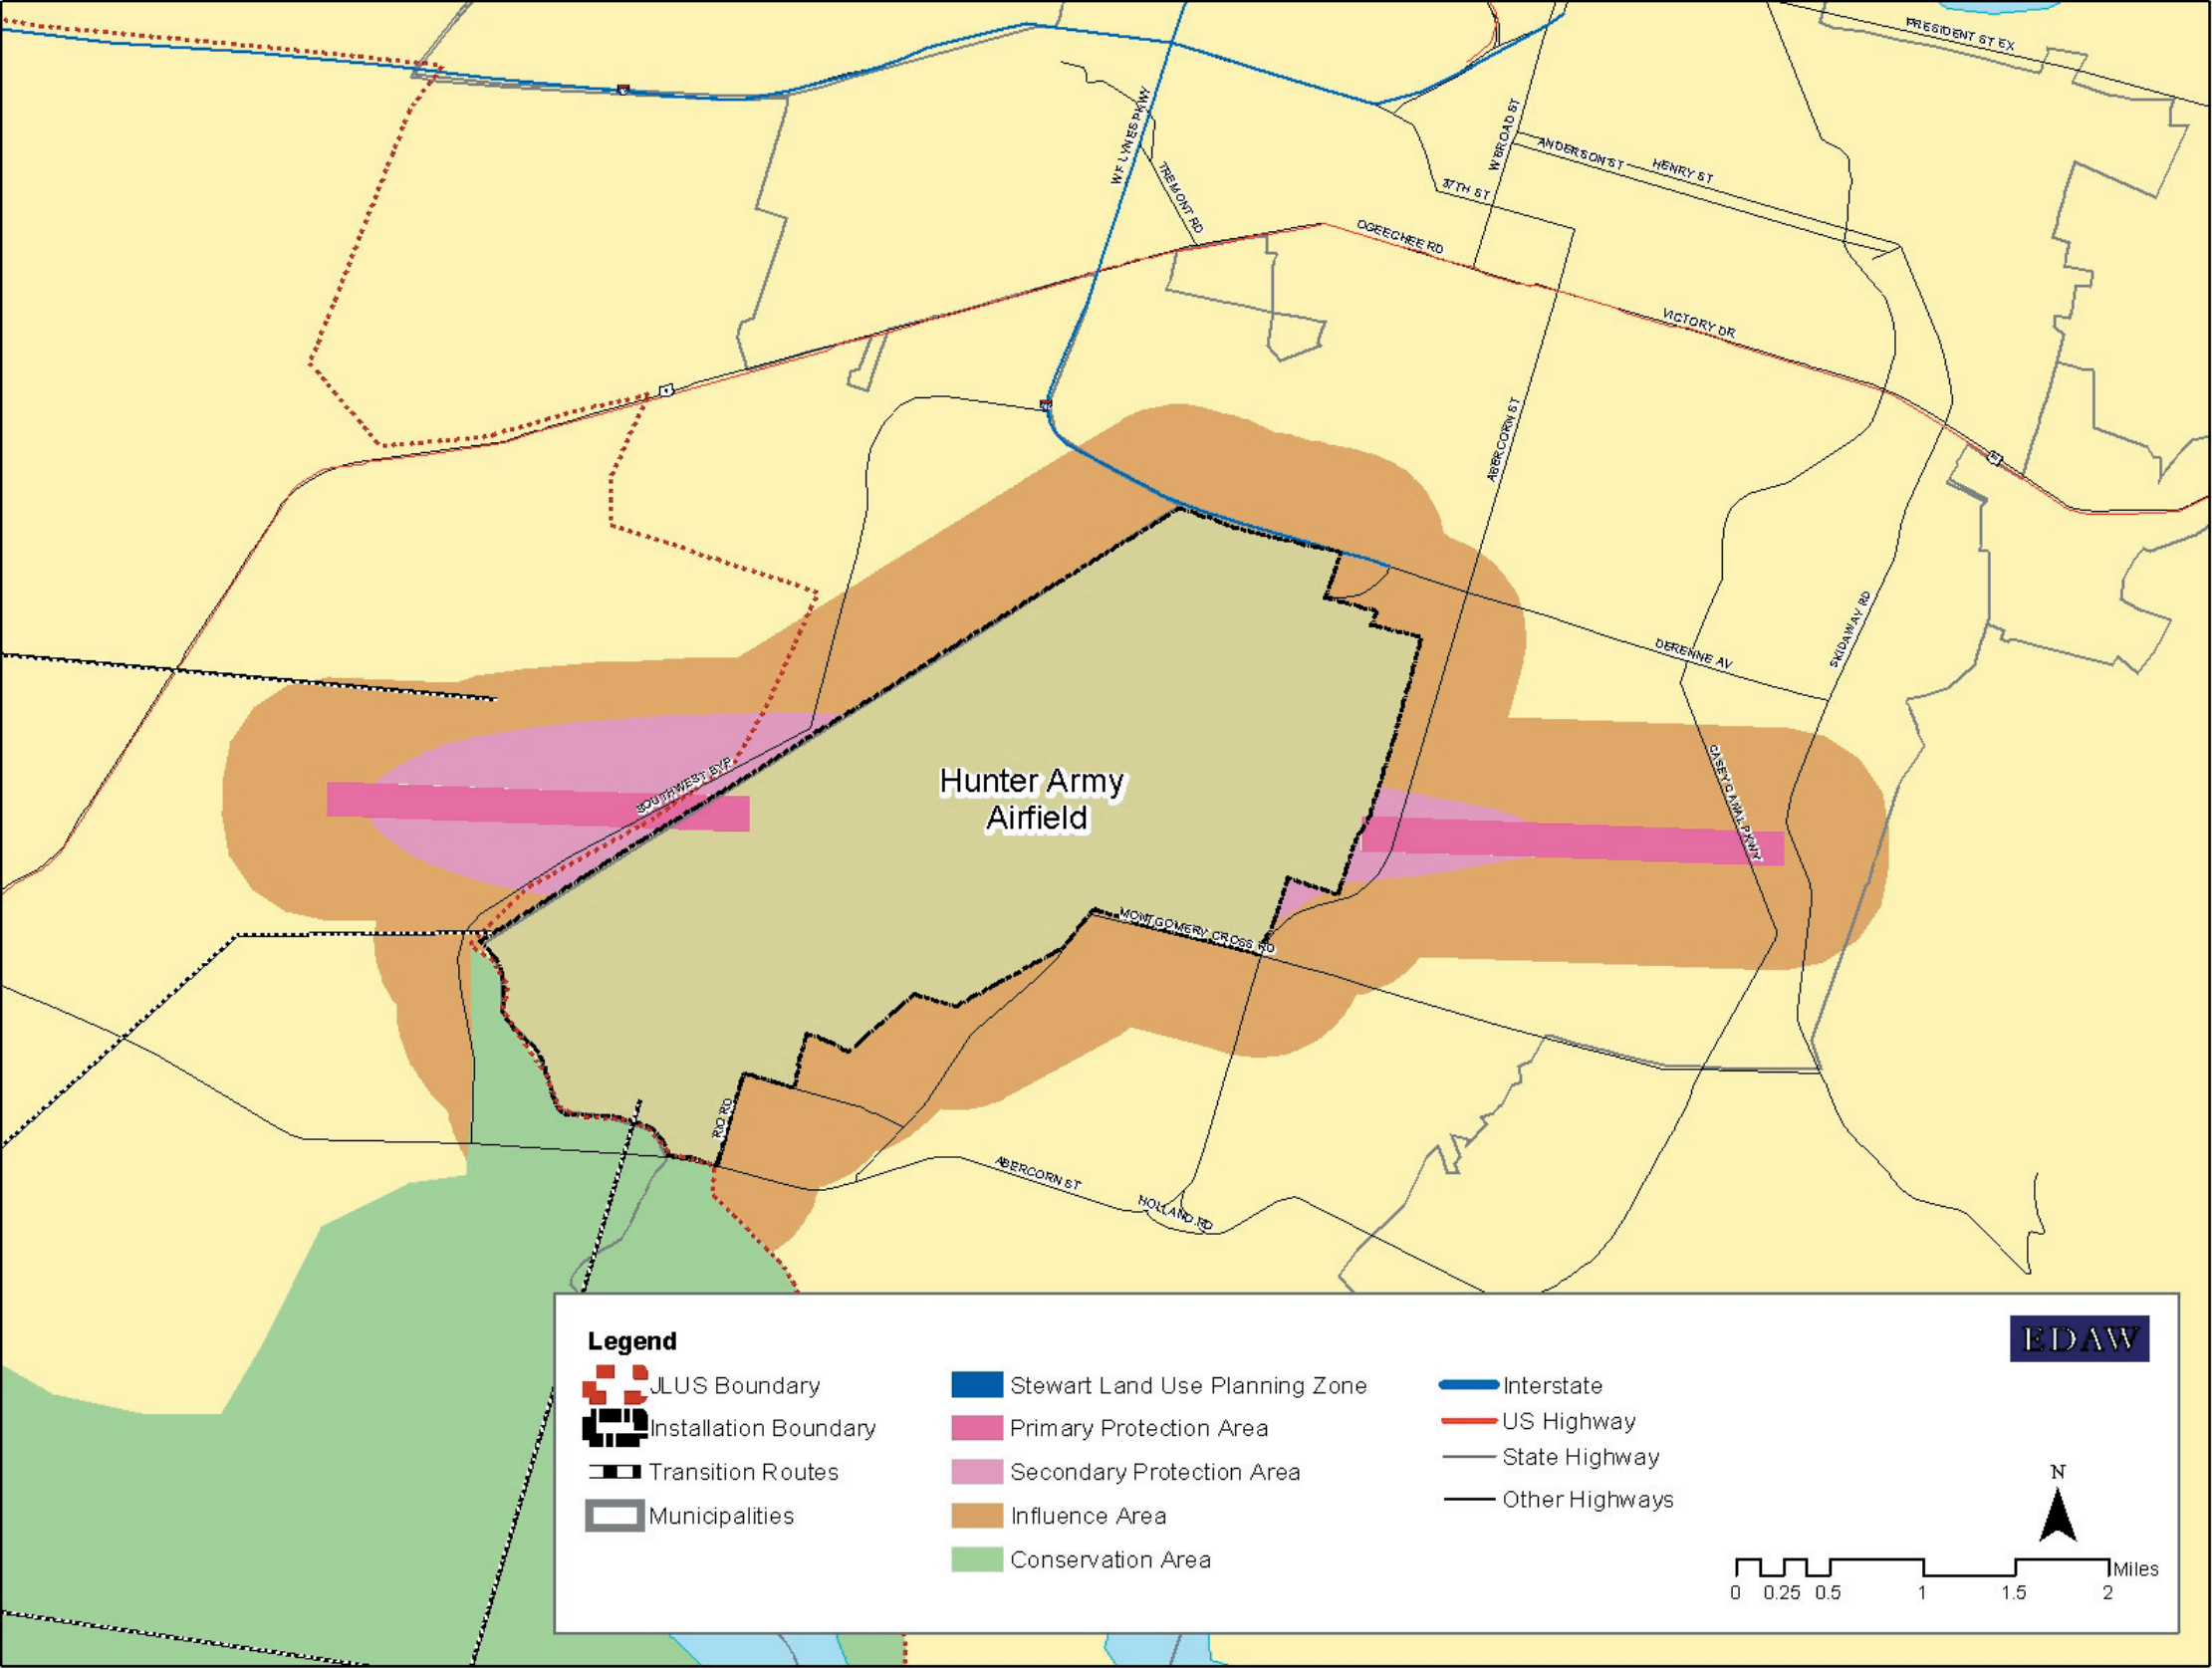 PRESIDENT ST EX
W F LYNES PKWY
W BROAD ST
ANDERSON ST
HENRY ST
TREMONT RD
37TH ST
OGEECHEE RD
VICTORY DR
ABERCORN ST
SKIDAWAY RD
DERENNE AV
CASEY CANAL PKWY
SOUTHWEST BYP
Hunter Army
Airfield
MONTGOMERY CROSS RD
RIO RD
ABERCORN ST
HOLLAND RD
Legend
JLUS Boundary
Installation Boundary
Transition Routes
Municipalities
Stewart Land Use Planning Zone
Primary Protection Area
Secondary Protection Area
Influence Area
Conservation Area
Interstate
US Highway
State Highway
Other Highways
EDAW
N
Miles
0 0.25 0.5 1 1.5 2